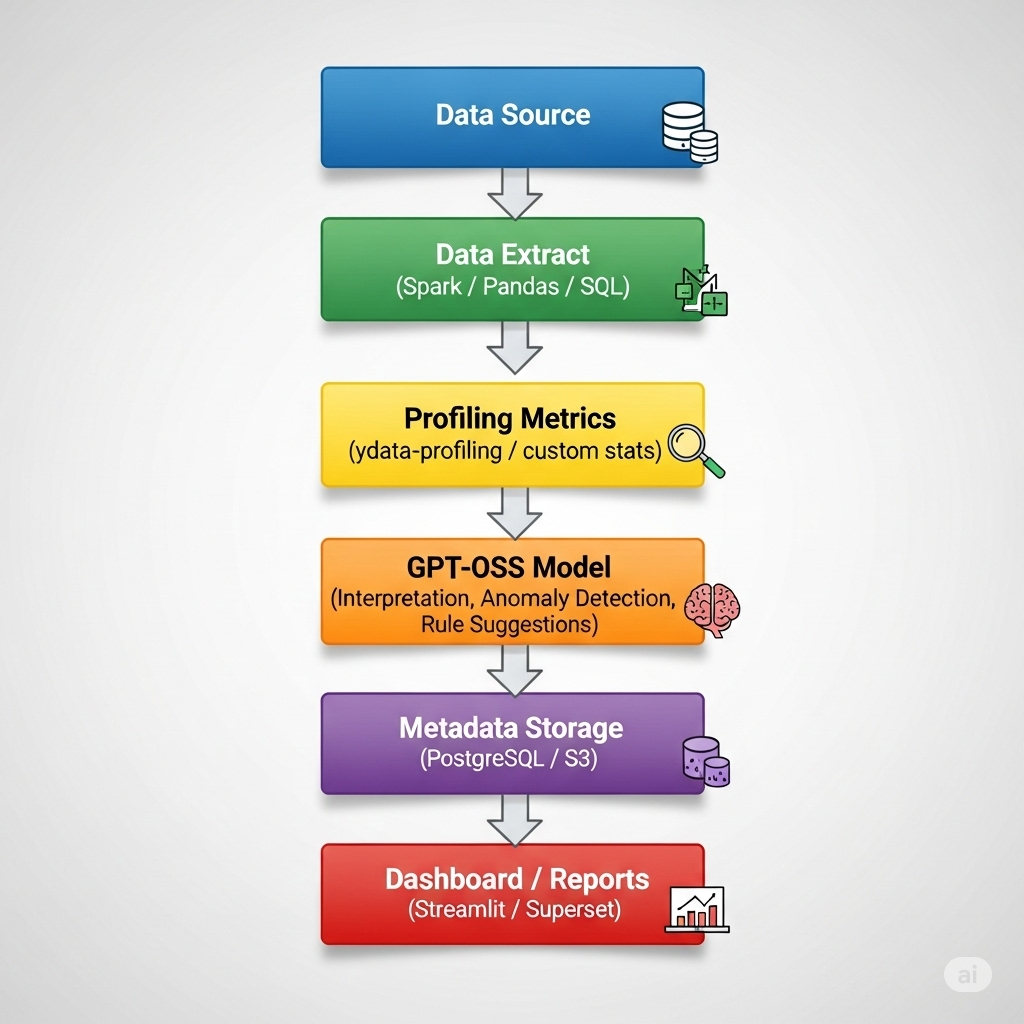 Data Source
Data Extract
(Spark / Pandas / SQL)
Profiling Metrics
(ydata-profiling / custom stats)
GPT-OSS Model
(Interpretation, Anomaly Detection,
Rule Suggestions)
Metadata Storage
(PostgreSQL / S3)
Dashboard / Reports
(Streamlit / Superset)
ai